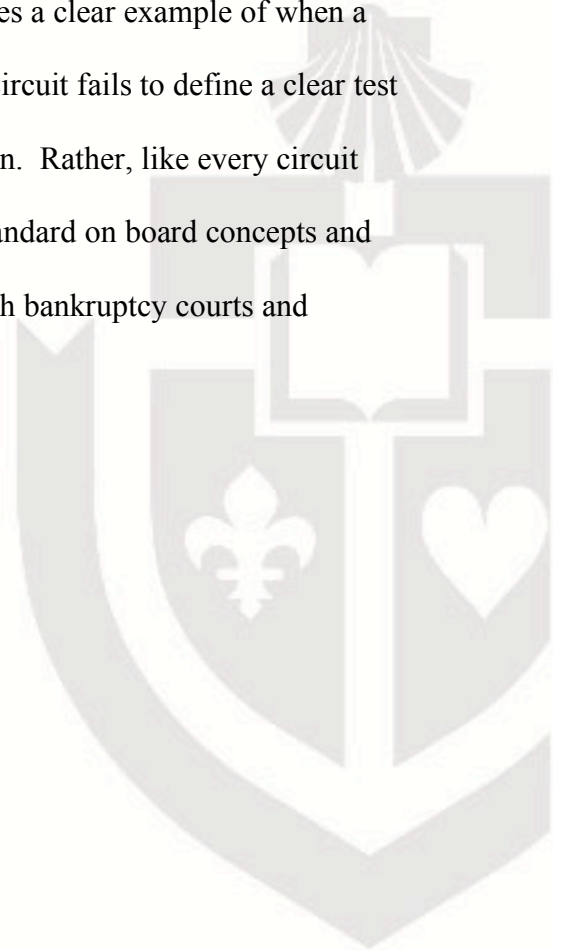 es a clear example of when a
ircuit fails to define a clear test
n. Rather, like every circuit
andard on board concepts and
h bankruptcy courts and